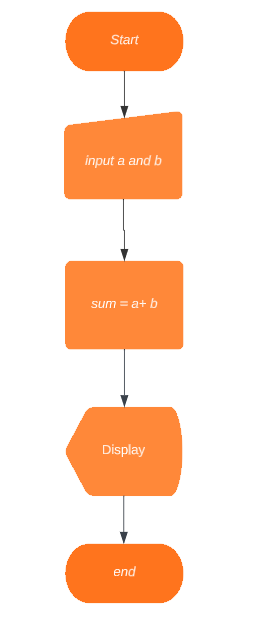 Start
input a and b
sum = a+ b
Display
end